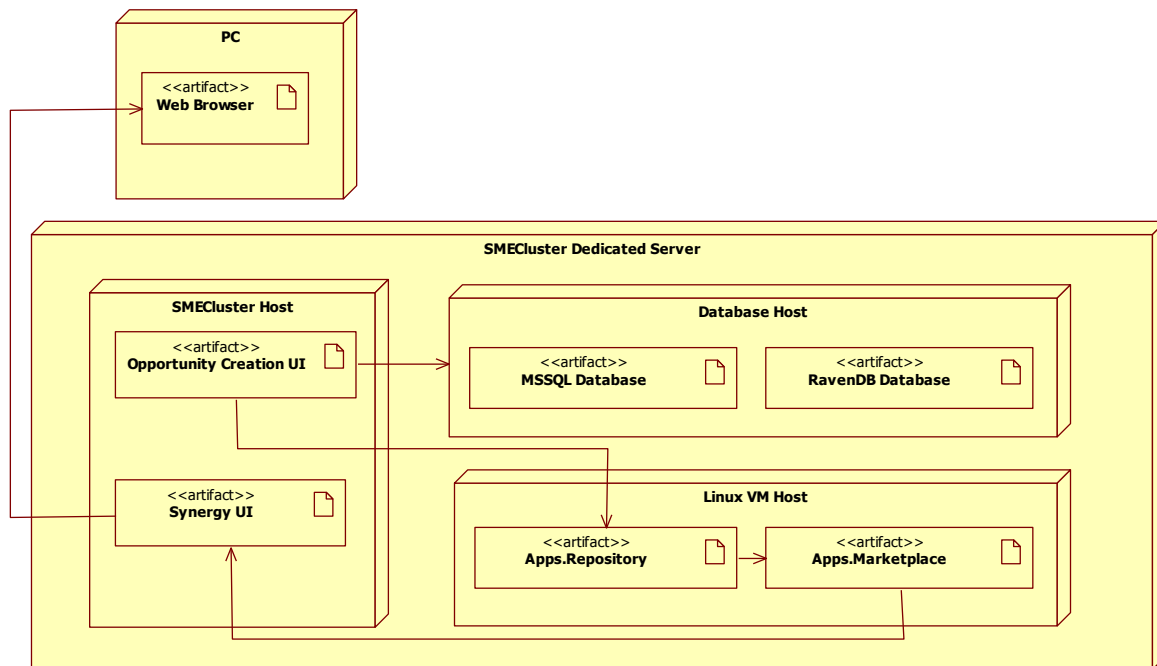 PC
<<artifact>>
Web Browser
SMECluster Dedicated Server
SMECluster Host
<<artifact>>
Opportunity Creation UI
<<artifact>>
Synergy UI
Database Host
<<artifact>>
MSSQL Database
<<artifact>>
RavenDB Database
Linux VM Host
<<artifact>>
Apps.Repository
<<artifact>>
Apps.Marketplace